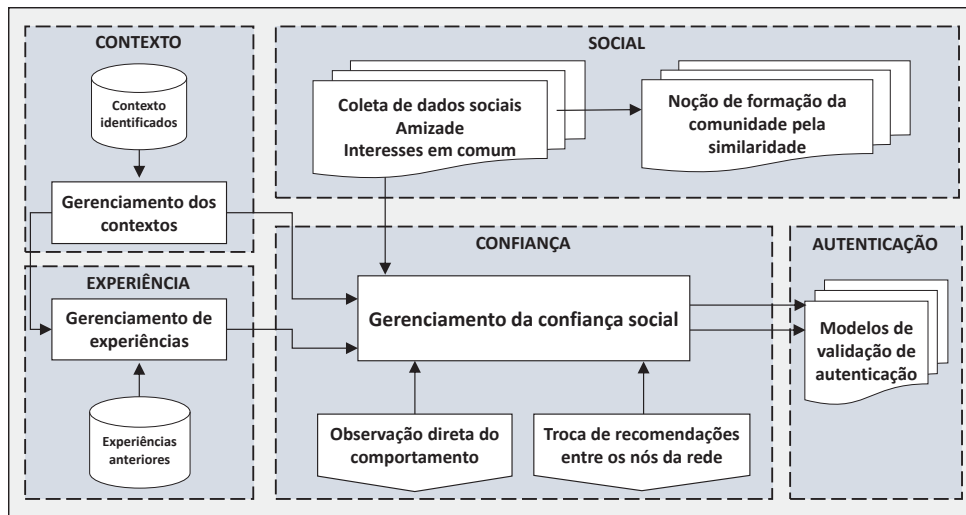 CONTEXTO
Contexto
identificados
Gerenciamento dos
contextos
SOCIAL
Coleta de dados sociais
Amizade
Interesses em comum
Noção de formação da
comunidade pela
similaridade
EXPERIÊNCIA
Gerenciamento de
experiências
Experiências
anteriores
CONFIANÇA
Gerenciamento da confiança social
Observação direta do
comportamento
Troca de recomendações
entre os nós da rede
AUTENTICAÇÃO
Modelos de
validação de
autenticação